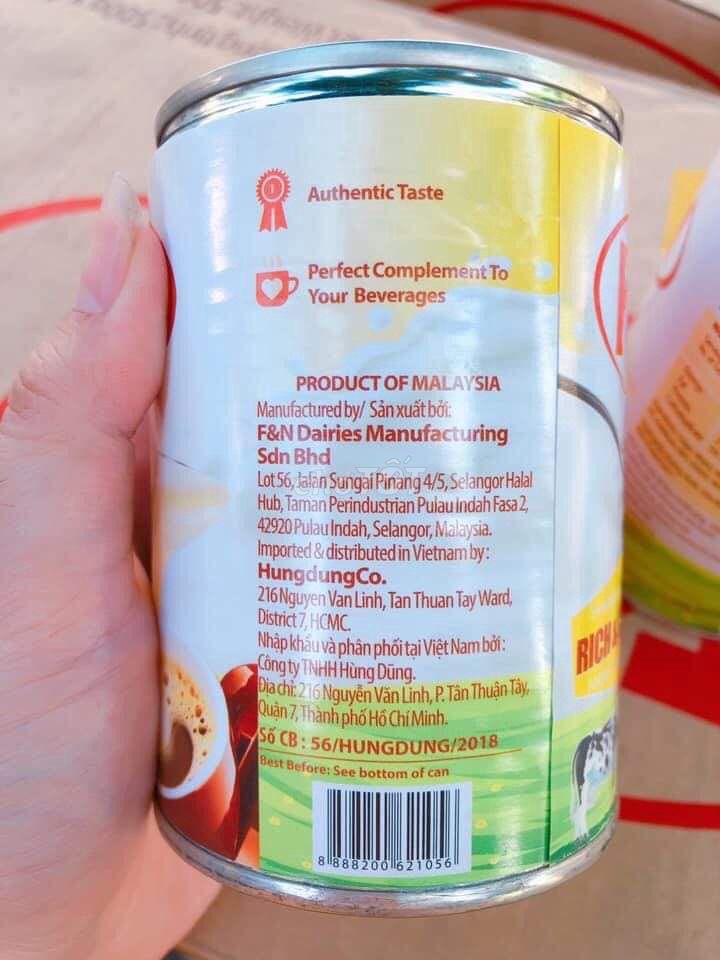 Authentic Taste
Perfect Complement To
Your Beverages
PRODUCT OF MALAYSIA
Manufactured by/ Sản xuất bởi:
F&N Dairies Manufacturing
Sdn Bhd
Lot 56, Jalan Sungai Pinang 4/5, Selangor Halal
Hub, Taman Perindustrian Pulau Indah Fasa 2,
42920 Pulau Indah, Selangor, Malaysia.
Imported & distributed in Vietnam by :
HungdungCo.
216 Nguyen Van Linh, Tan Thuan Tay Ward,
District 7, HCMC.
Nhập khẩu và phân phối tại Việt Nam bởi :
Công ty TNHH Hùng Dũng.
Địa chỉ: 216 Nguyễn Văn Linh, P. Tân Thuận Tây,
Quận 7, Thành phố Hồ Chí Minh.
Số CB : 56/HUNGDUNG/2018
Best Before: See bottom of can
8 888200 621056
RICH